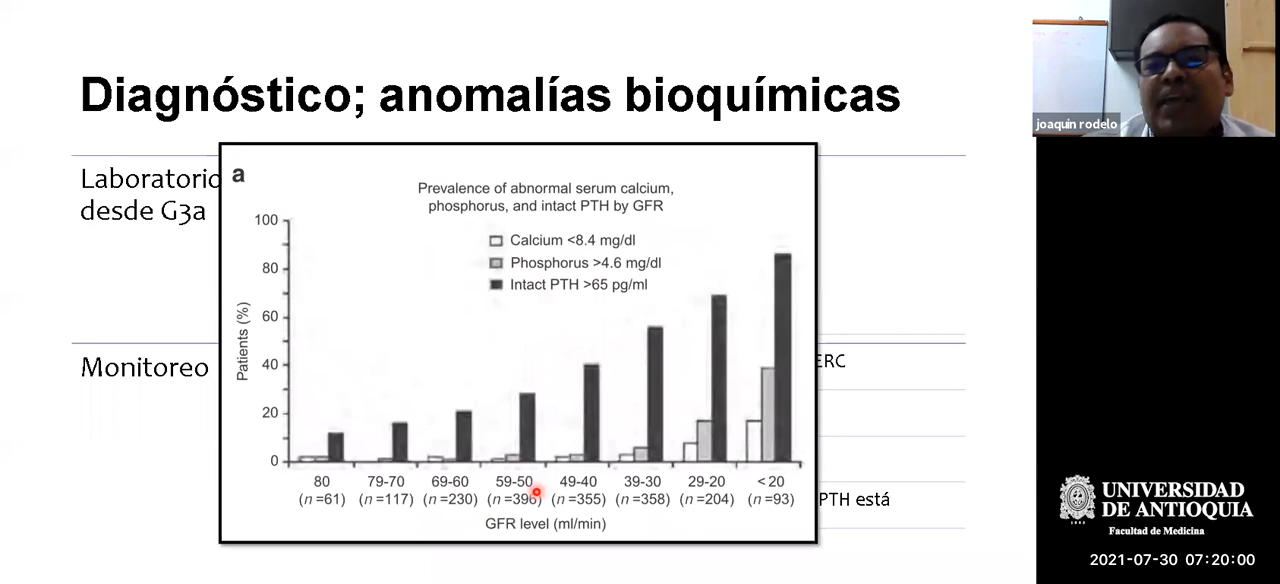 Diagnóstico; anomalías bioquímicas
joaquin rodelo
Laboratorio
desde G3a
Monitoreo
a
Prevalence of abnormal serum calcium,
phosphorus, and intact PTH by GFR
Calcium <8.4 mg/dl
Phosphorus >4.6 mg/dl
Intact PTH >65 pg/ml
Patients (%)
100
80
60
40
20
0
80 79-70 69-60 59-50 49-40 39-30 29-20 <20
(n =61) (n =117) (n =230) (n =396) (n =355) (n =358) (n =204) (n =93)
GFR level (ml/min)
ERC
PTH está
UNIVERSIDAD
DE ANTIOQUIA
1803
Facultad de Medicina
2021-07-30 07:20:00